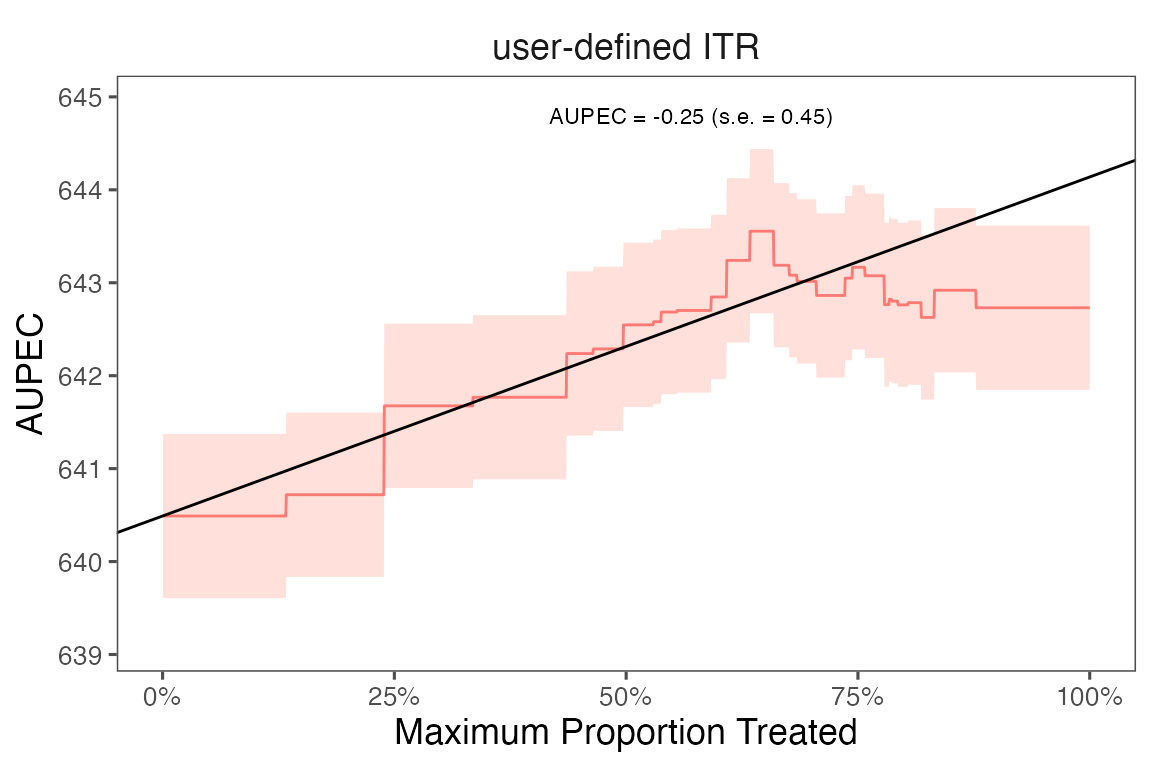 user-defined ITR
AUPEC = -0.25 (s.e. = 0.45)
AUPEC
645
644
643
642
641
640
639
0% 25% 50% 75% 100%
Maximum Proportion Treated